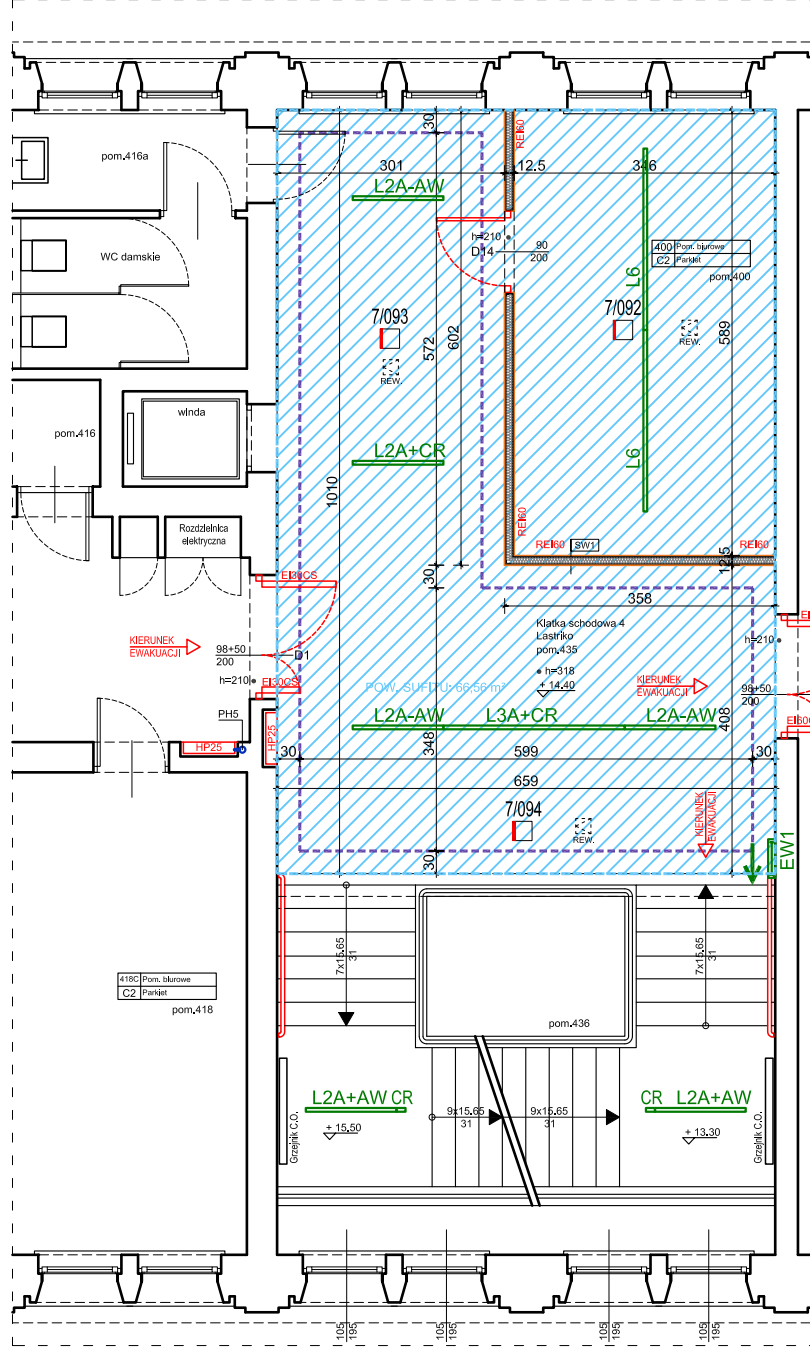 pom.416a
WC damskie
pom.416
winda
Rozdzielnica
elektryczna
30
301
12.5
346
REI60
L2A-AW
h=210
D14
90
200
400 Pom. biurowe
C2 Parkiet
pom.400
L6
7/093
REW.
572
602
7/092
REW.
589
L2A+CR
L6
1010
REI60
REI60
SW1
REI60
12.5
30
EI30CS
358
KIERUNEK
EWAKUACJI
98+50
200
D1
h=210
EI30CS
Klatka schodowa 4
Lastriko
pom.435
h=318
+ 14.40
POW. SUFITU: 66,56 m²
KIERUNEK
EWAKUACJI
h=210
98+50
200
PH5
HP25
HP25
L2A-AW
L3A+CR
L2A-AW
348
408
30
599
30
659
7/094
REW.
KIERUNEK
EWAKUACJI
30
EW1
7x15.65
31
7x15.65
31
418C Pom. biurowe
C2 Parkiet
pom.418
pom.436
L2A+AW CR
CR L2A+AW
9x15.65
31
9x15.65
31
+ 15.50
+ 13.30
Grzejnik C.O.
Grzejnik C.O.
105
195
105
195
105
195
105
195